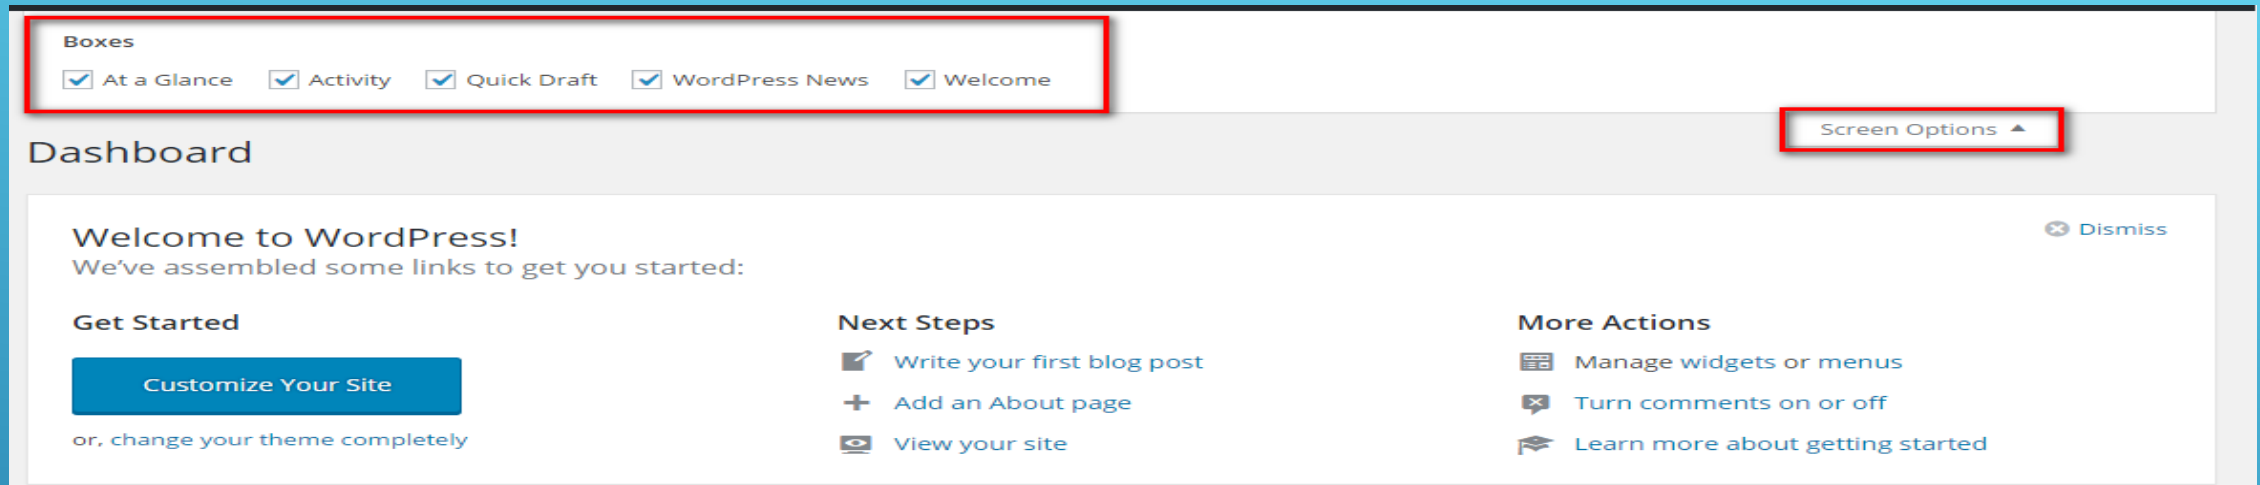 Boxes
At a Glance Activity Quick Draft WordPress News Welcome
Screen Options
Dashboard
Welcome to WordPress!
Dismiss
We've assembled some links to get you started:
Get Started
Customize Your Site
or, change your theme completely
Next Steps
Write your first blog post
Add an About page
View your site
More Actions
Manage widgets or menus
Turn comments on or off
Learn more about getting started